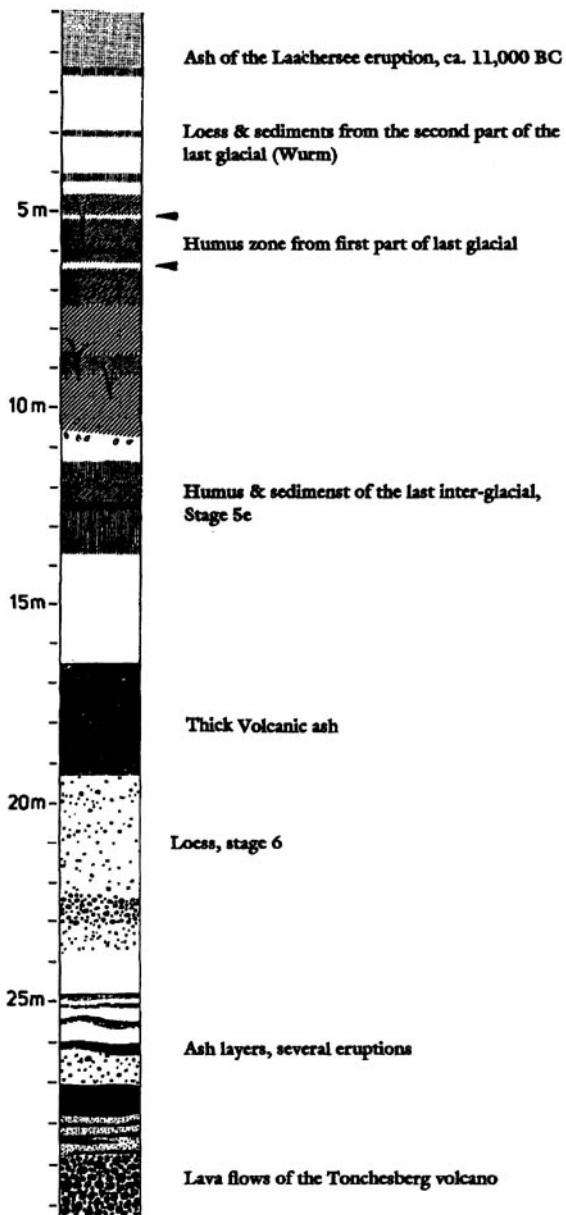 Ash of the Laachersee eruption, ca. 11,000 BC
Loess & sediments from the second part of the
last glacial (Wurm)
5m
Humus zone from first part of last glacial
10m
Humus & sedimenst of the last inter-glacial,
Stage 5e
15m
Thick Volcanic ash
20m
Loess, stage 6
25m
Ash layers, several eruptions
Lava flows of the Tonchesberg volcano